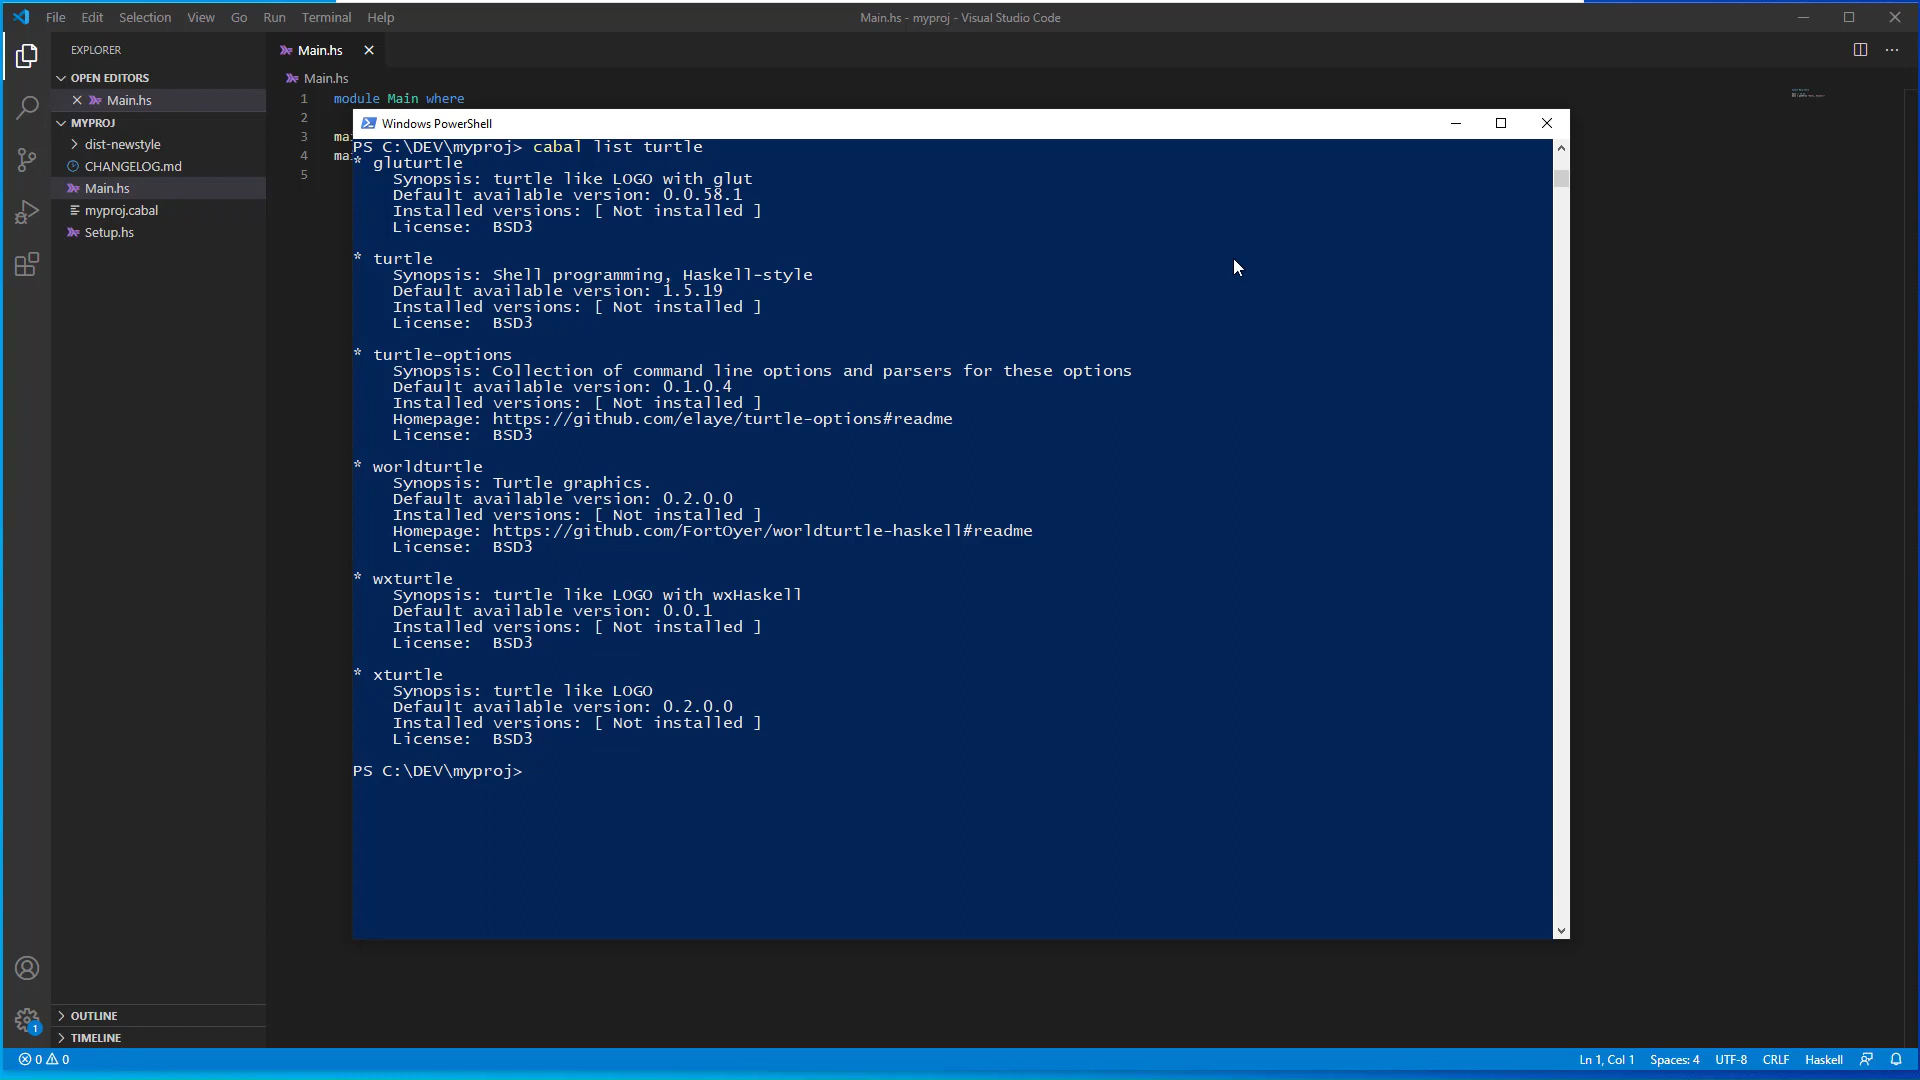 File Edit Selection View Go Run Terminal Help
Main.hs - myproj - Visual Studio Code
EXPLORER
OPEN EDITORS
Main.hs
MYPROJ
dist-newstyle
CHANGELOG.md
Main.hs
myproj.cabal
Setup.hs
OUTLINE
TIMELINE
Main.hs
Main.hs
1 module Main where
2
3 ma
4 ma
5
Windows PowerShell
PS C:\DEV\myproj> cabal list turtle
* gluturtle
Synopsis: turtle like LOGO with glut
Default available version: 0.0.58.1
Installed versions: [ Not installed ]
License: BSD3
* turtle
Synopsis: Shell programming, Haskell-style
Default available version: 1.5.19
Installed versions: [ Not installed ]
License: BSD3
* turtle-options
Synopsis: Collection of command line options and parsers for these options
Default available version: 0.1.0.4
Installed versions: [ Not installed ]
Homepage: https://github.com/elaye/turtle-options#readme
License: BSD3
* worldturtle
Synopsis: Turtle graphics.
Default available version: 0.2.0.0
Installed versions: [ Not installed ]
Homepage: https://github.com/FortOyer/worldturtle-haskell#readme
License: BSD3
* wxturtle
Synopsis: turtle like LOGO with wxHaskell
Default available version: 0.0.1
Installed versions: [ Not installed ]
License: BSD3
* xturtle
Synopsis: turtle like LOGO
Default available version: 0.2.0.0
Installed versions: [ Not installed ]
License: BSD3
PS C:\DEV\myproj>
1
0 0
Ln 1, Col 1 Spaces: 4 UTF-8 CRLF Haskell